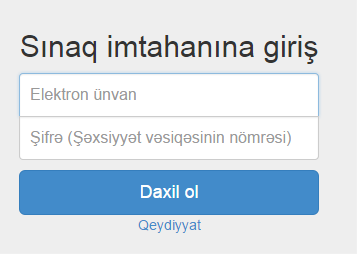 Sınaq imtahanına giriş
Elektron ünvan
Şifrə (Şəxsiyyət vəsiqəsinin nömrəsi)
Daxil ol
Qeydiyyat